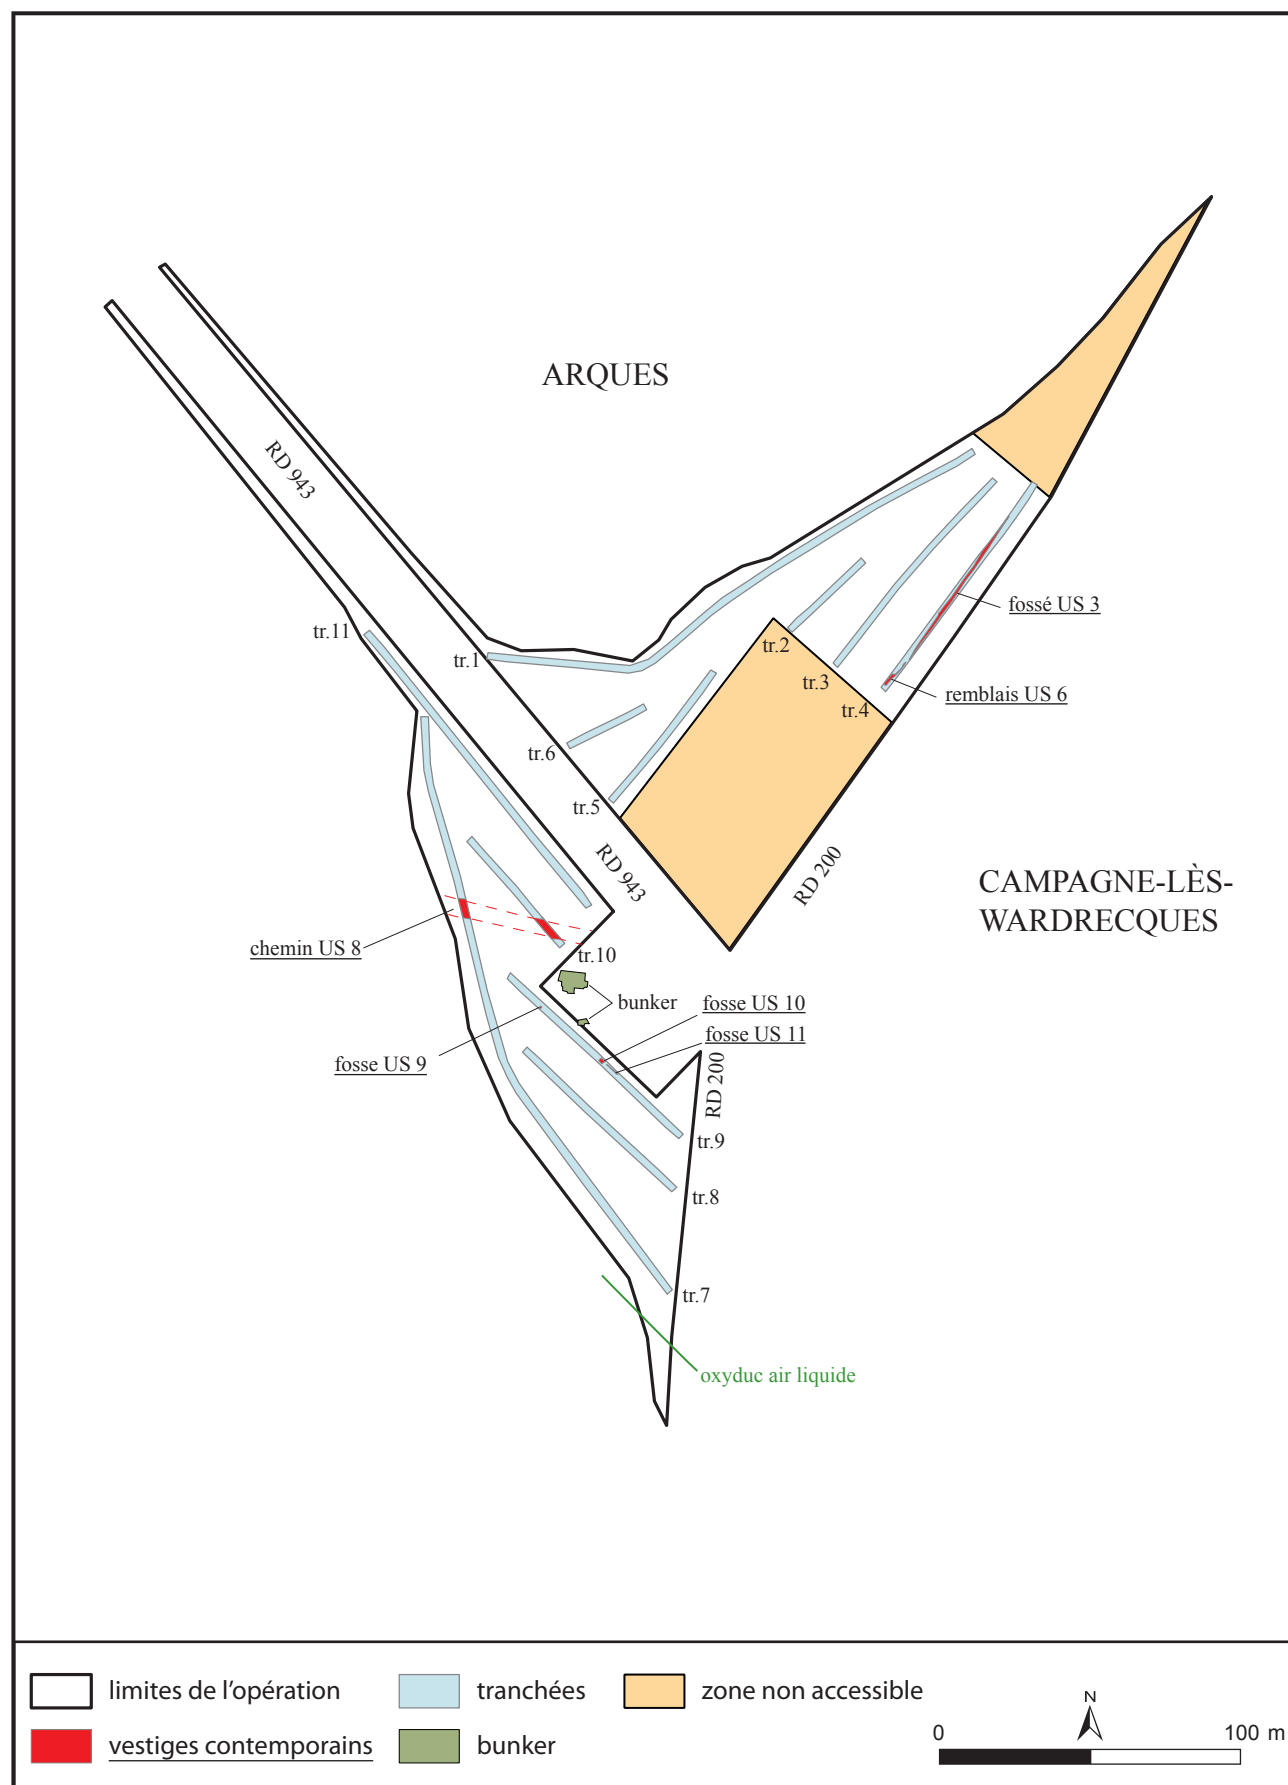 ARQUES
RD 943
fossé US 3
tr.11
tr.1
tr.2
tr.3
remblais US 6
tr.4
tr.6
tr.5
RD 943
RD 200
CAMPAGNE-LÈS-
WARDRECQUES
chemin US 8
tr.10
bunker
fosse US 10
fosse US 11
fosse US 9
RD 200
tr.9
tr.8
tr.7
oxyduc air liquide
limites de l'opération
tranchées
zone non accessible
vestiges contemporains
bunker
N
0
100 m